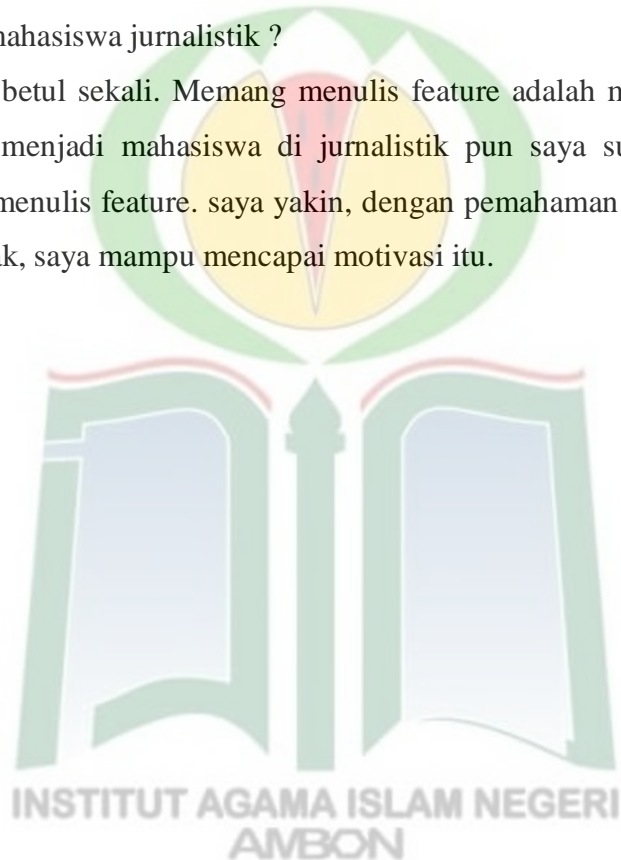 mahasiswa jurnalistik ?
betul sekali. Memang menulis feature adalah
menjadi mahasiswa di jurnalistik pun saya
menulis feature. saya yakin, dengan pemahaman
saya mampu mencapai motivasi itu.
INSTITUT AGAMA ISLAM NEGERI
AMBON